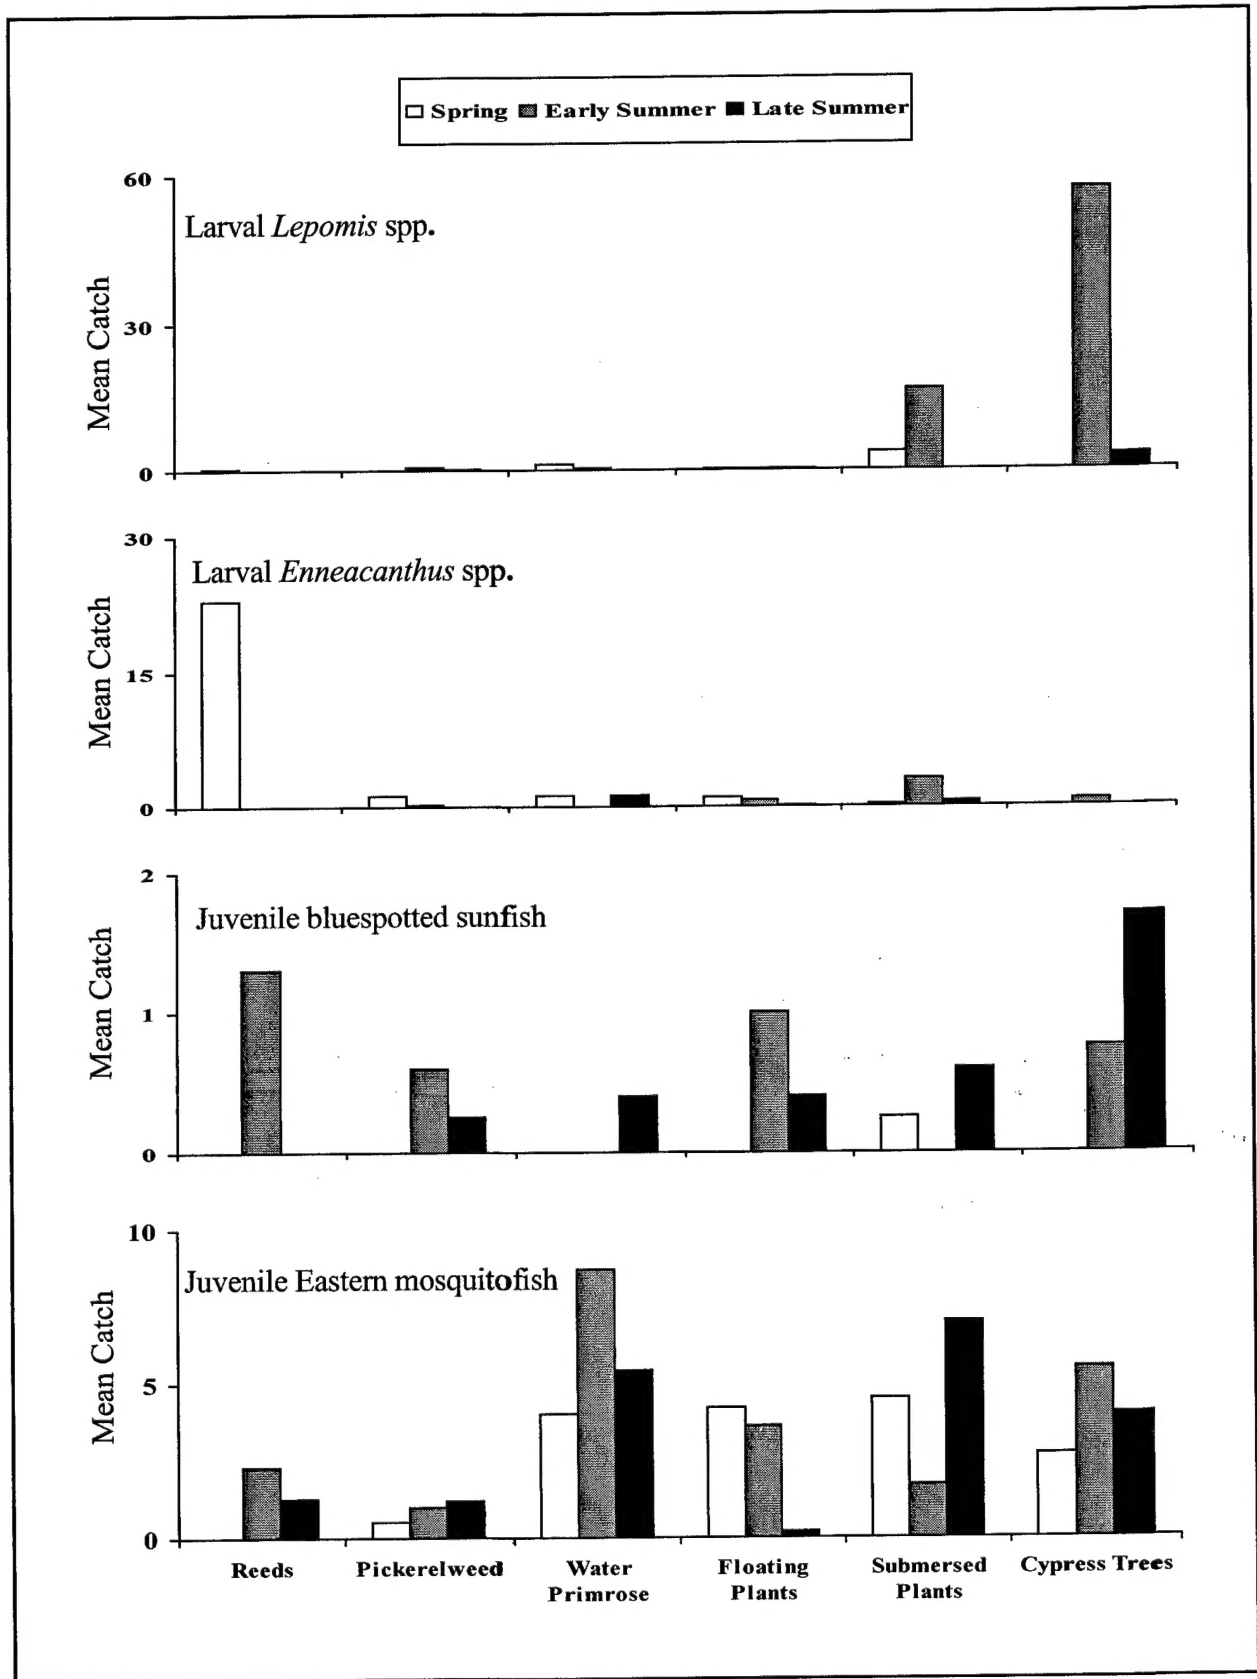 Spring Early Summer Late Summer
60
Larval Lepomis spp.
Mean Catch
30
0
30
Larval Enneacanthus spp.
Mean Catch
15
0
2
Juvenile bluespotted sunfish
Mean Catch
1
0
10
Juvenile Eastern mosquitofish
Mean Catch
5
0
Reeds Pickerelweed Water Primrose Floating Plants Submersed Plants Cypress Trees